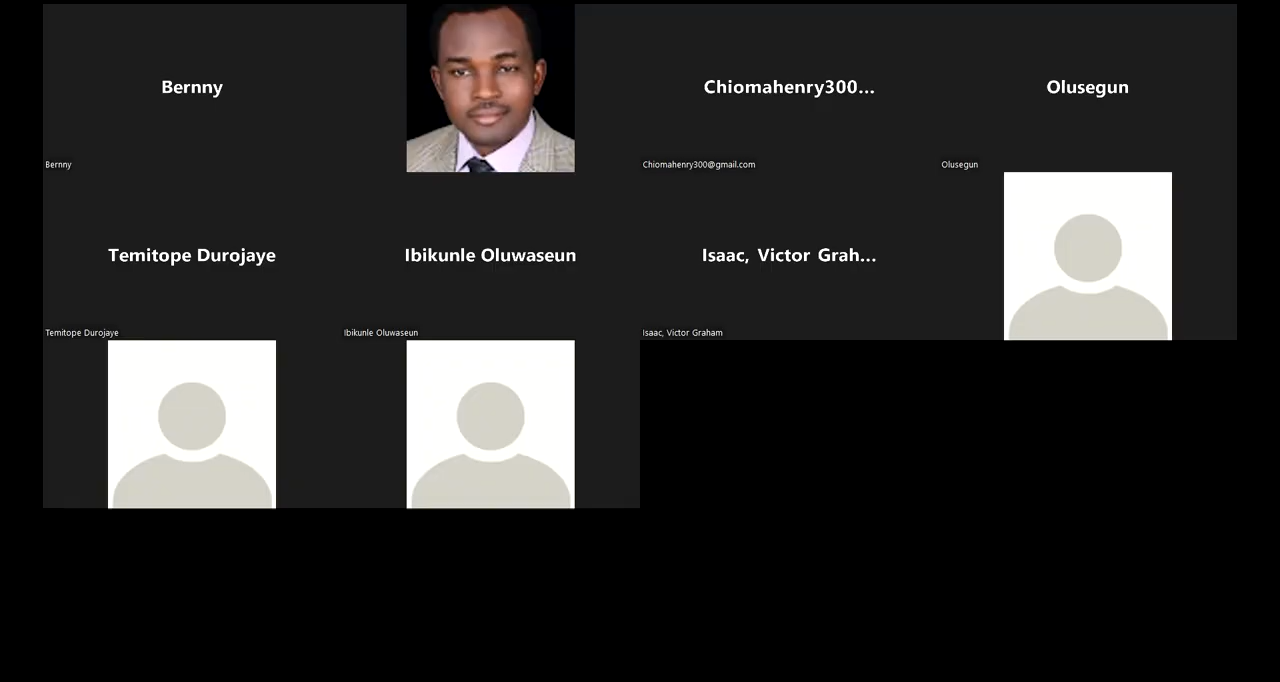 Bernny
Chiomahenry300...
Olusegun
Bernny
Chiomahenry300@gmail.com
Olusegun
Temitope Durojaye
Ibikunle Oluwaseun
Isaac, Victor Grah...
Temitope Durojaye
Ibikunle Oluwaseun
Isaac, Victor Graham